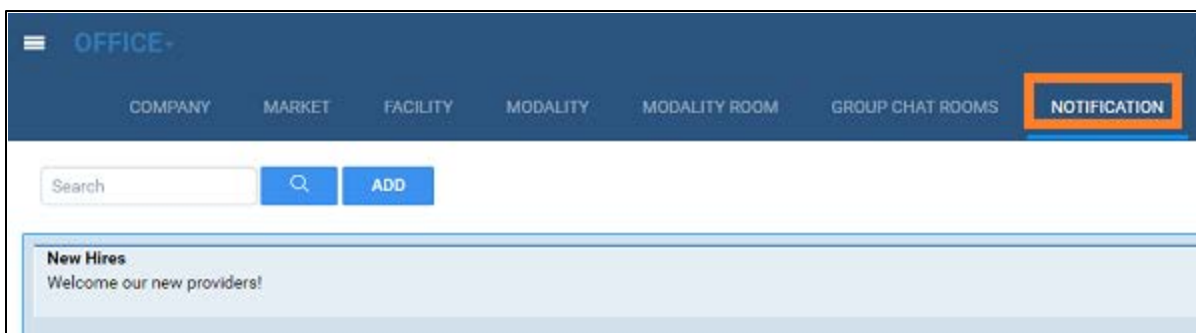 OFFICE-
COMPANY MARKET FACILITY MODALITY MODALITY ROOM GROUP CHAT ROOMS NOTIFICATION
Search ADD
New Hires
Welcome our new providers!